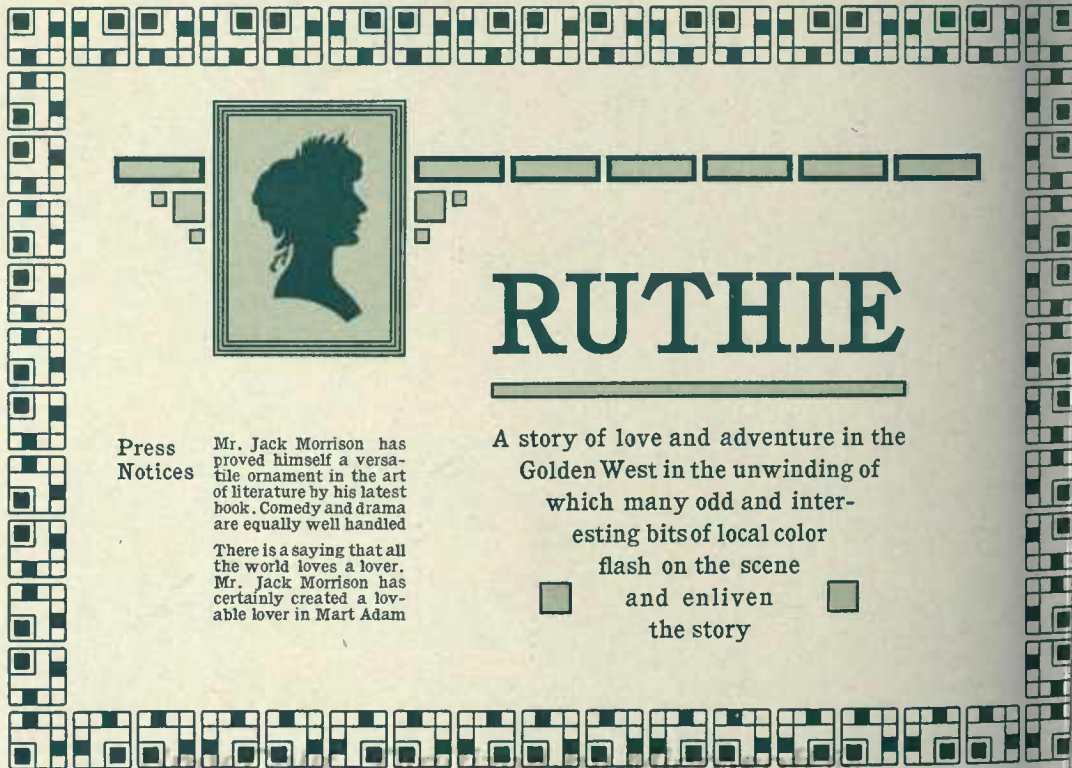 RUTHIE
Press
Notices
Mr. Jack Morrison has
proved himself a versa-
tile ornament in the art
of literature by his latest
book. Comedy and drama
are equally well handled
There is a saying that all
the world loves a lover.
Mr. Jack Morrison has
certainly created a lov-
able lover in Mart Adam
A story of love and adventure in the
Golden West in the unwinding of
which many odd and inter-
esting bits of local color
flash on the scene
and enliven
the story